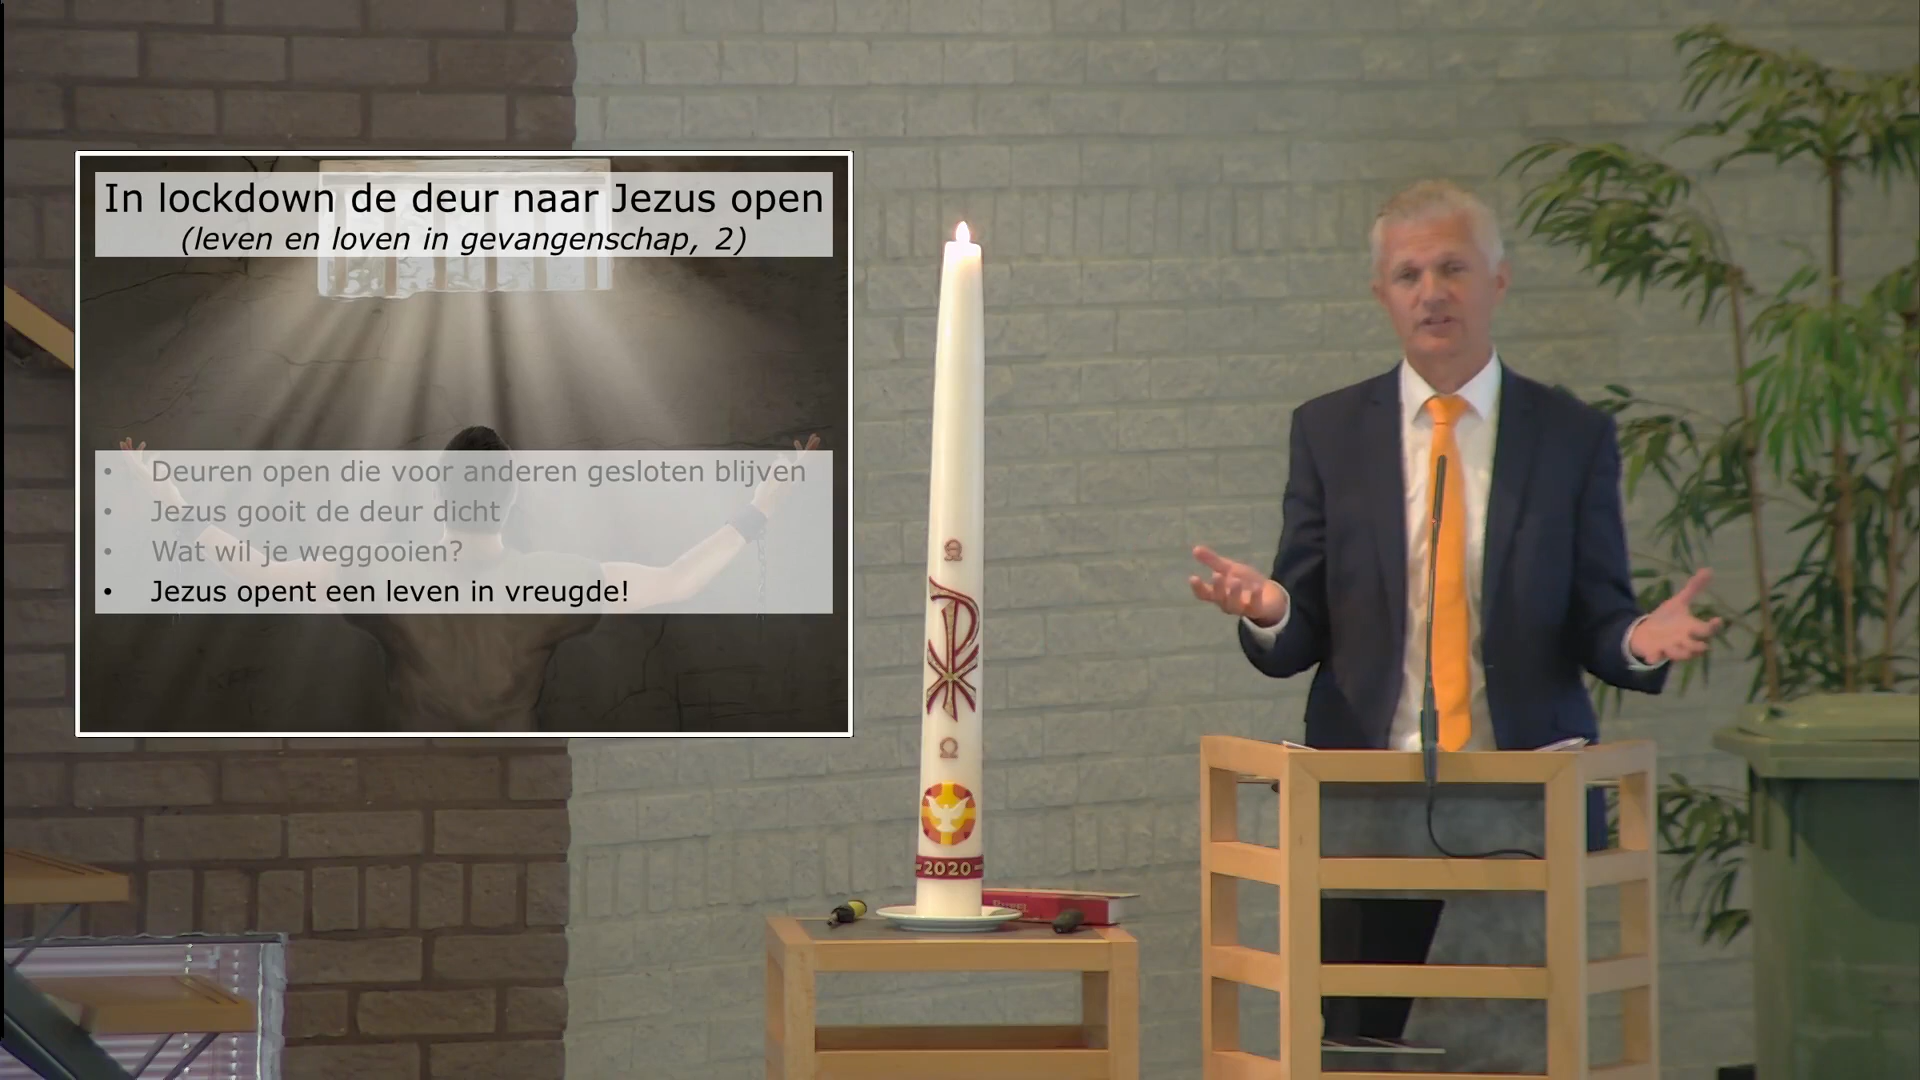 In lockdown de deur naar Jezus open
(leven en loven in gevangenschap, 2)
• Deuren open die voor anderen gesloten blijven
• Jezus gooit de deur dicht
• Wat wil je weggooien?
• Jezus opent een leven in vreugde!
Ω
2020
BIJBEL